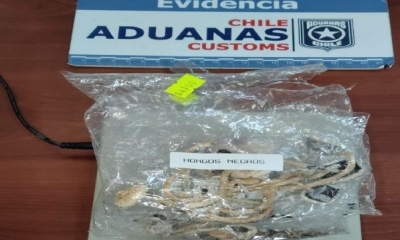 Evidencia
CHILE
ADUANAS
CUSTOMS
ADUANAS
CHILE
HONGOS NEGROS